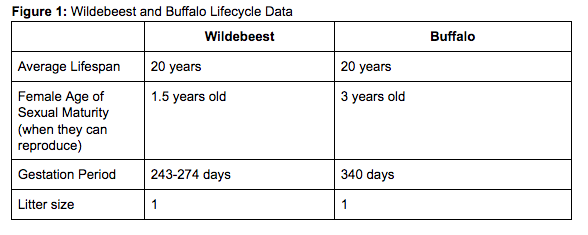 Figure 1: Wildebeest and Buffalo Lifecycle Data
Wildebeest Buffalo
Average Lifespan 20 years 20 years
Female Age of 1.5 years old 3 years old
Sexual Maturity
(when they can
reproduce)
Gestation Period 243-274 days 340 days
Litter size 1 1